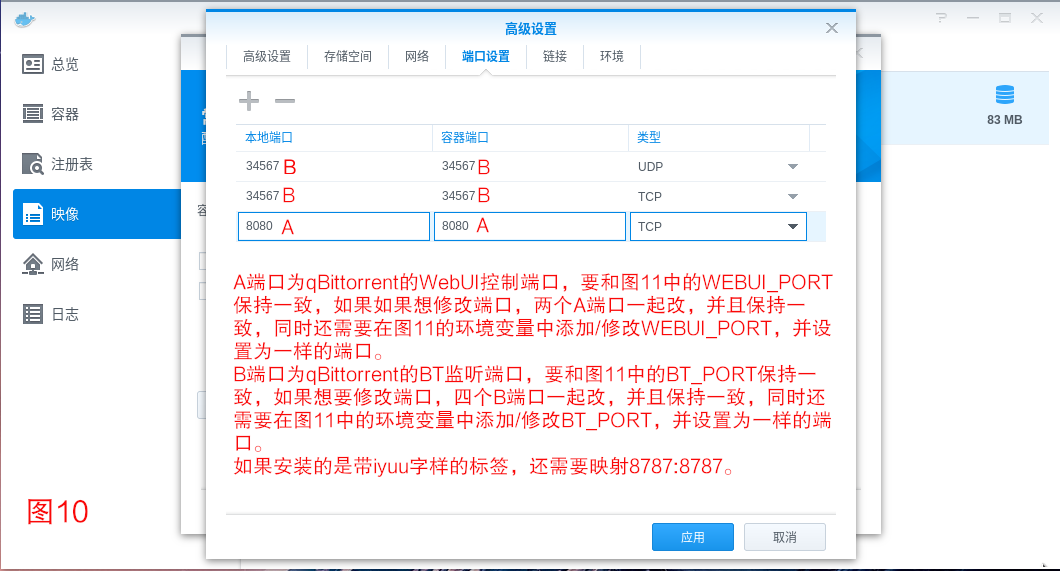 高级设置
总览
容器
注册表
映像
网络
日志
83 MB
高级设置 存储空间 网络 端口设置 链接 环境
本地端口 容器端口 类型
34567 B 34567 B UDP
34567 B 34567 B TCP
8080 A 8080 A TCP
A端口为qBittorrent的WebUI控制端口，要和图11中的WEBUI_PORT
保持一致，如果如果想修改端口，两个A端口一起改，并且保持一
致，同时还需要在图11的环境变量中添加/修改WEBUI_PORT，并设
置为一样的端口。
B端口为qBittorrent的BT监听端口，要和图11中的BT_PORT保持一
致，如果想要修改端口，四个B端口一起改，并且保持一致，同时还
需要在图11中的环境变量中添加/修改BT_PORT，并设置为一样的端
口。
如果安装的是带iyuu字样的标签，还需要映射8787:8787。
图10
应用 取消